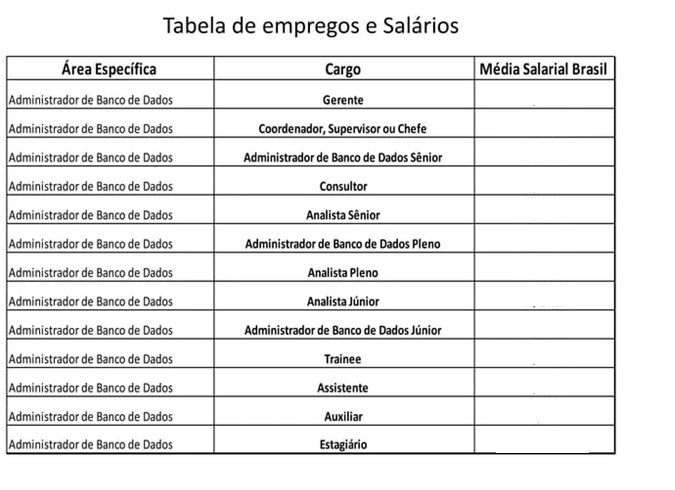 Tabela de empregos e Salários
Área Específica Cargo Média Salarial Brasil
Administrador de Banco de Dados Gerente
Administrador de Banco de Dados Coordenador, Supervisor ou Chefe
Administrador de Banco de Dados Administrador de Banco de Dados Sênior
Administrador de Banco de Dados Consultor
Administrador de Banco de Dados Analista Sênior
Administrador de Banco de Dados Administrador de Banco de Dados Pleno
Administrador de Banco de Dados Analista Pleno
Administrador de Banco de Dados Analista Júnior
Administrador de Banco de Dados Administrador de Banco de Dados Júnior
Administrador de Banco de Dados Trainee
Administrador de Banco de Dados Assistente
Administrador de Banco de Dados Auxiliar
Administrador de Banco de Dados Estagiário